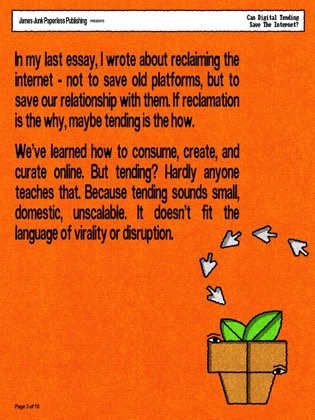 James Junk Paperless Publishing PRESENTS
Can Digital Tending
Save The Internet?
In my last essay, I wrote about reclaiming the
internet - not to save old platforms, but to
save our relationship with them. If reclamation
is the why, maybe tending is the how.
We've learned how to consume, create, and
curate online. But tending? Hardly anyone
teaches that. Because tending sounds small,
domestic, unscalable. It doesn't fit the
language of virality or disruption.
Page 3 of 10